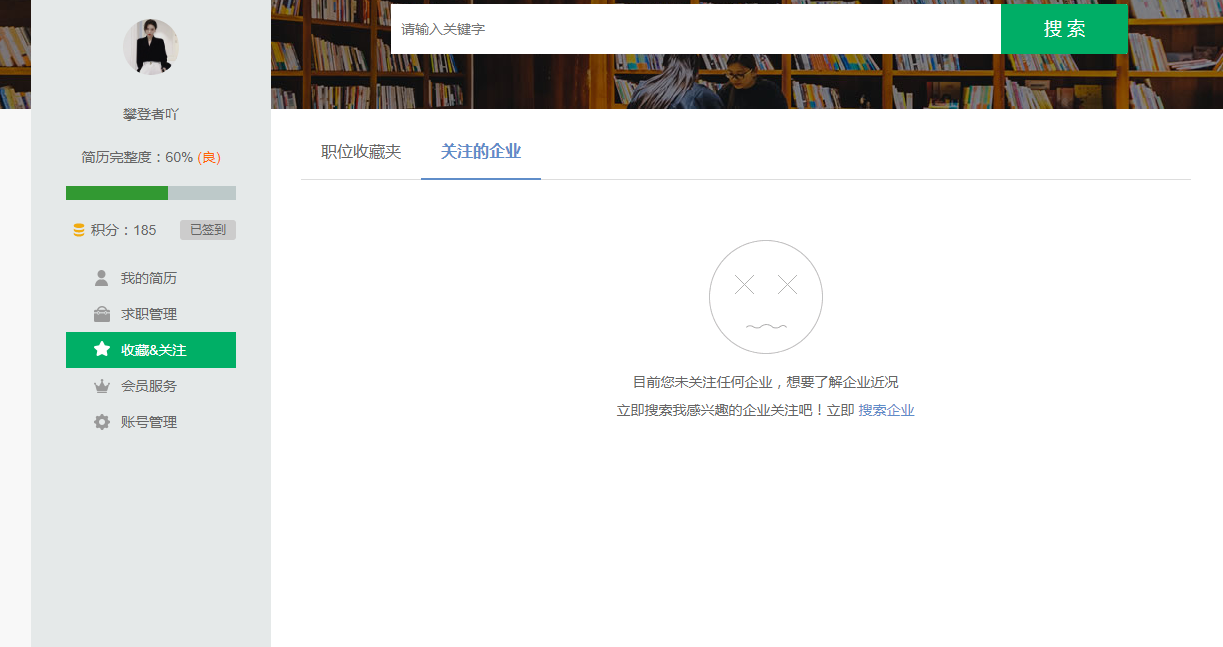 请输入关键字
搜 索
攀登者吖
简历完整度：60% (良)
积分：185
已签到
我的简历
求职管理
收藏&关注
会员服务
账号管理
职位收藏夹
关注的企业
目前您未关注任何企业，想要了解企业近况
立即搜索我感兴趣的企业关注吧！立即 搜索企业